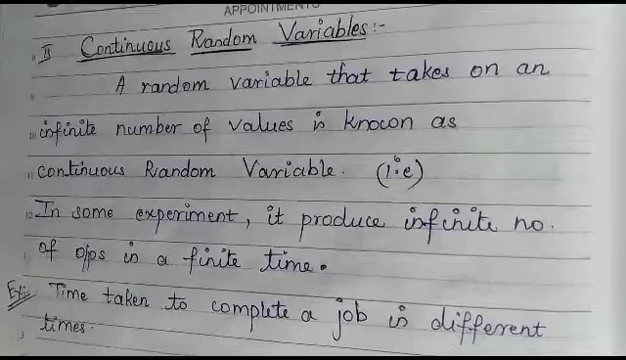 APPOINTMENTS
II Continuous Random Variables:-
A random variable that takes on an
infinite number of values is known as
continuous Random Variable. (i.e)
In some experiment, it produce infinite no.
of o/ps in a finite time.
Ex: Time taken to complete a job is different
times.